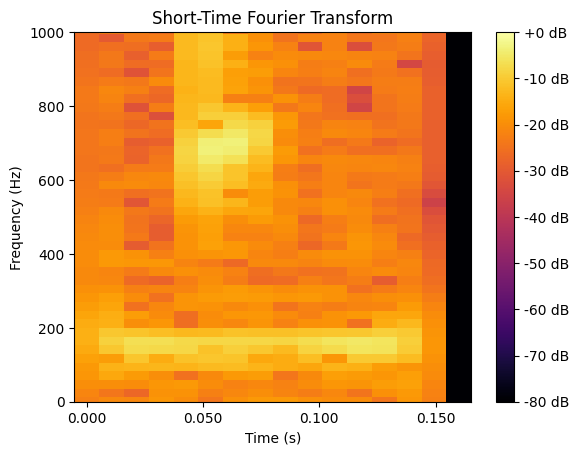 Short-Time Fourier Transform
Frequency (Hz)
1000
800
600
400
200
0
0.000
0.050
0.100
0.150
Time (s)
+0 dB
-10 dB
-20 dB
-30 dB
-40 dB
-50 dB
-60 dB
-70 dB
-80 dB